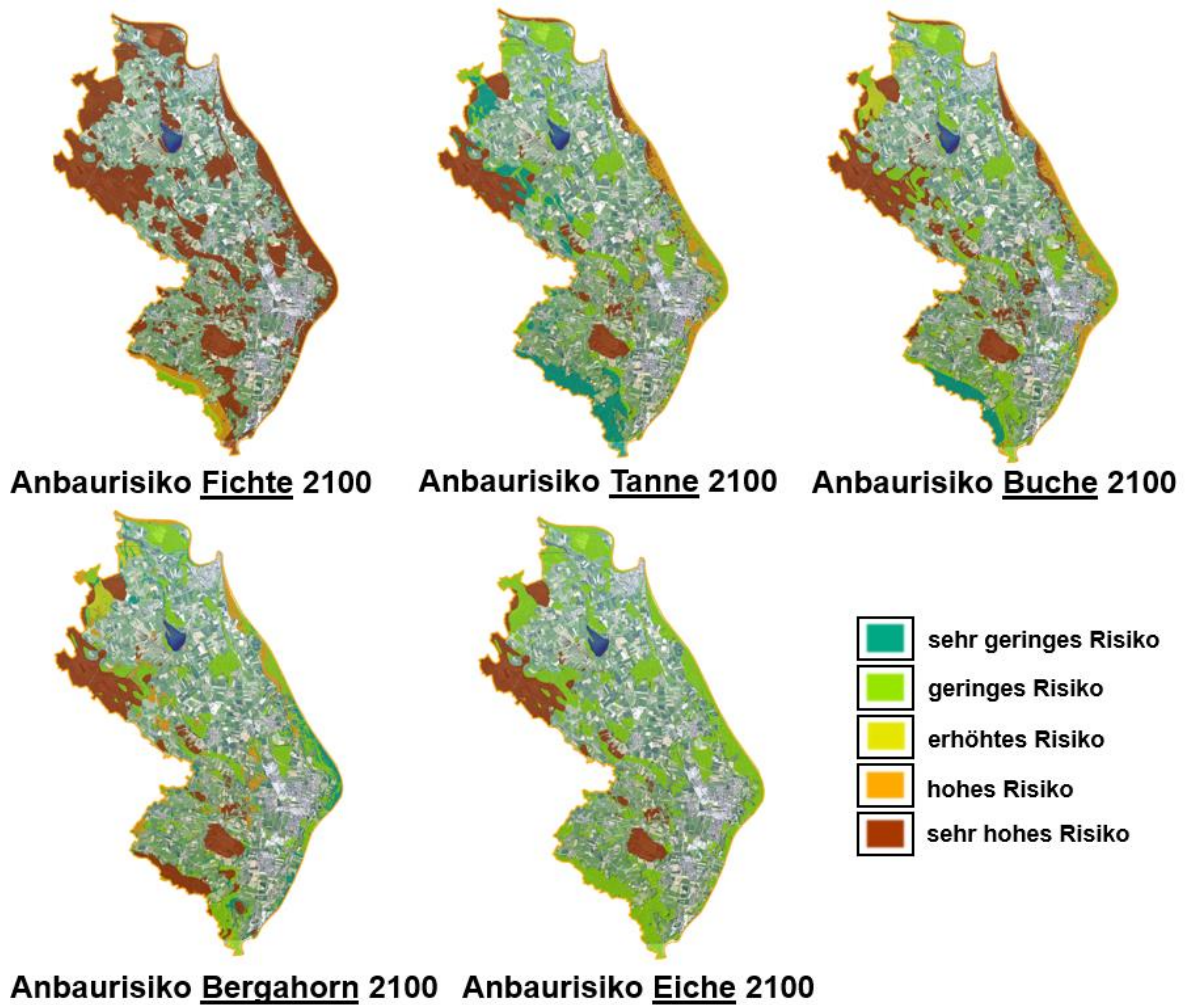 Anbaurisiko Fichte 2100
Anbaurisiko Tanne 2100
Anbaurisiko Buche 2100
Anbaurisiko Bergahorn 2100
Anbaurisiko Eiche 2100
sehr geringes Risiko
geringes Risiko
erhöhtes Risiko
hohes Risiko
sehr hohes Risiko